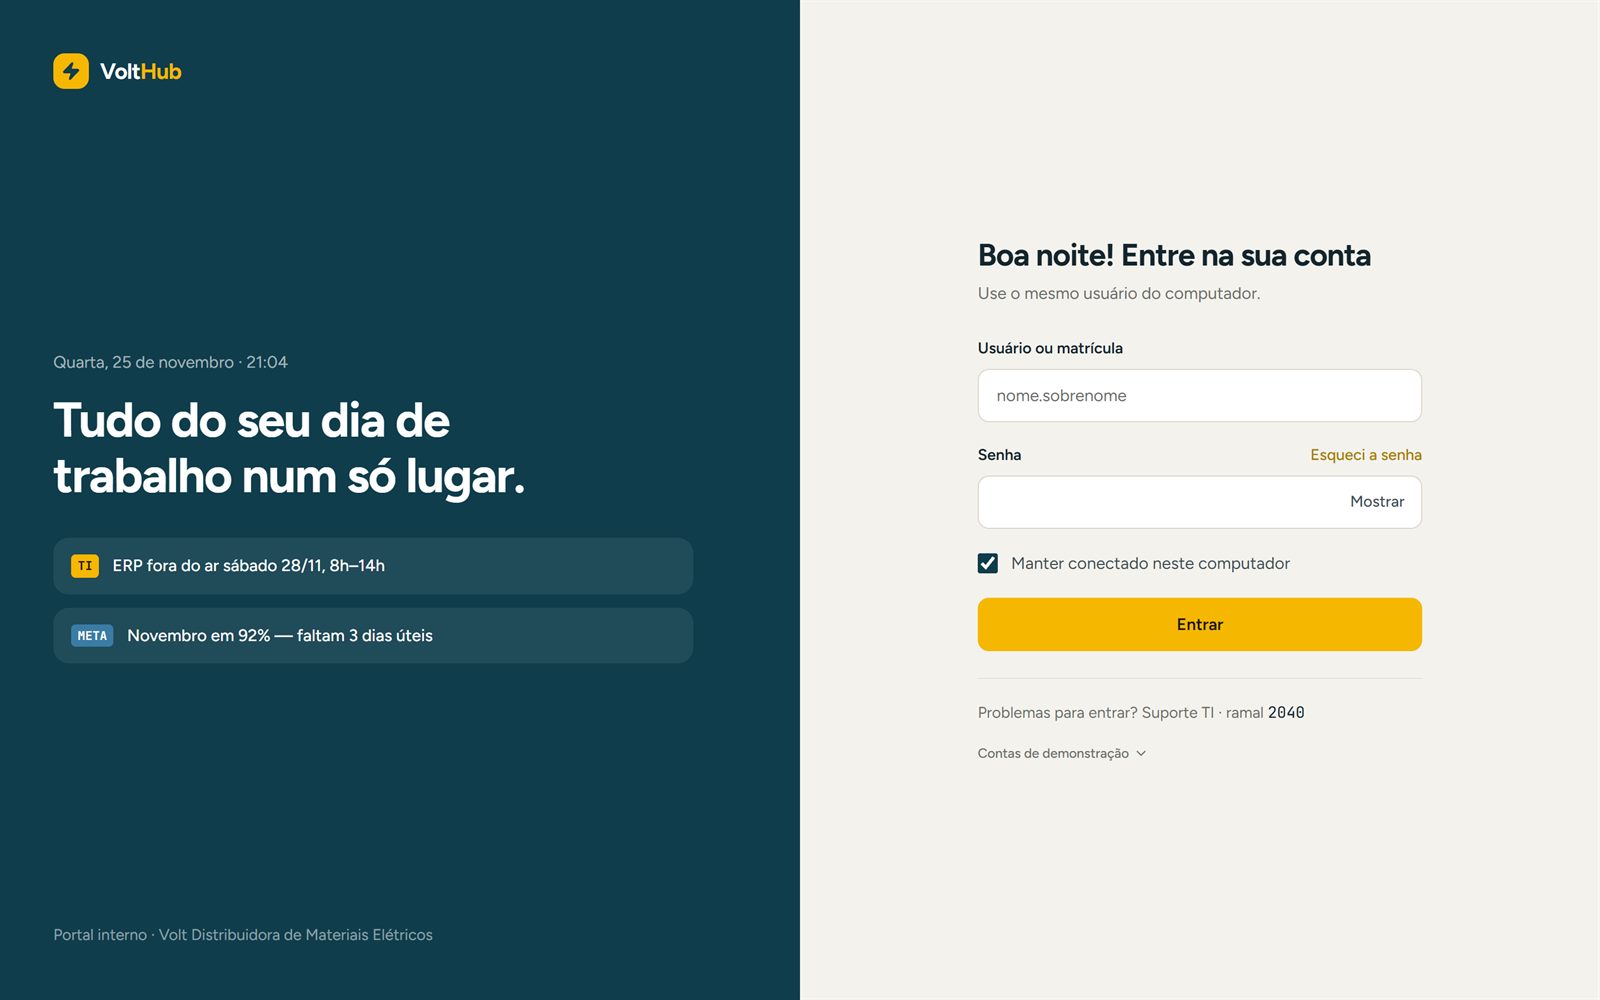 VoltHub
Quarta, 25 de novembro · 21:04
Tudo do seu dia de
trabalho num só lugar.
TI ERP fora do ar sábado 28/11, 8h–14h
META Novembro em 92% — faltam 3 dias úteis
Portal interno · Volt Distribuidora de Materiais Elétricos
Boa noite! Entre na sua conta
Use o mesmo usuário do computador.
Usuário ou matrícula
nome.sobrenome
Senha Esqueci a senha
Mostrar
Manter conectado neste computador
Entrar
Problemas para entrar? Suporte TI · ramal 2040
Contas de demonstração